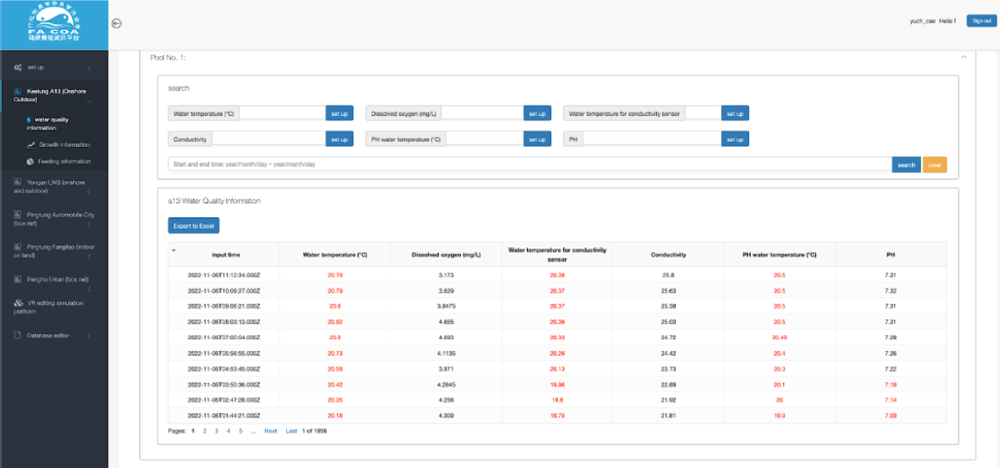 FA COA
箱網養殖資訊平台
yuch_cse Hello !
Sign out
set up
Keelung A13 (Onshore
Outdoor)
water quality
information
Growth information
Feeding information
Yongan LNG (onshore
and outdoor)
Pingtung Automobile City
(box net)
Pingtung Fangliao (indoor
on land)
Penghu Erkan (box net)
VR editing simulation
platform
Database editor
Pool No. 1:
search
Water temperature (°C) set up Dissolved oxygen (mg/L) set up Water temperature for conductivity sensor set up
Conductivity set up PH water temperature (°C) set up PH set up
Start and end time: year/month/day ~ year/month/day search clear
a13 Water Quality Information
Export to Excel
input time Water temperature (°C) Dissolved oxygen (mg/L) Water temperature for conductivity sensor Conductivity PH water temperature (°C) PH
2022-11-06T11:12:34.000Z 20.79 3.173 20.38 25.8 20.5 7.31
2022-11-06T10:09:27.000Z 20.79 3.629 20.37 25.63 20.5 7.32
2022-11-06T09:06:21.000Z 20.8 3.8475 20.37 25.38 20.5 7.31
2022-11-06T08:03:13.000Z 20.82 4.655 20.36 25.03 20.5 7.31
2022-11-06T07:00:04.000Z 20.8 4.693 20.33 24.72 20.49 7.28
2022-11-06T05:56:55.000Z 20.73 4.1135 20.26 24.42 20.4 7.26
2022-11-06T04:53:45.000Z 20.58 3.971 20.13 23.73 20.3 7.22
2022-11-06T03:50:36.000Z 20.42 4.2845 19.96 22.89 20.1 7.19
2022-11-06T02:47:28.000Z 20.26 4.256 19.8 21.92 20 7.14
2022-11-06T01:44:21.000Z 20.18 4.009 19.75 21.81 19.9 7.09
Pages: 1 2 3 4 5 ... Next Last 1 of 1956